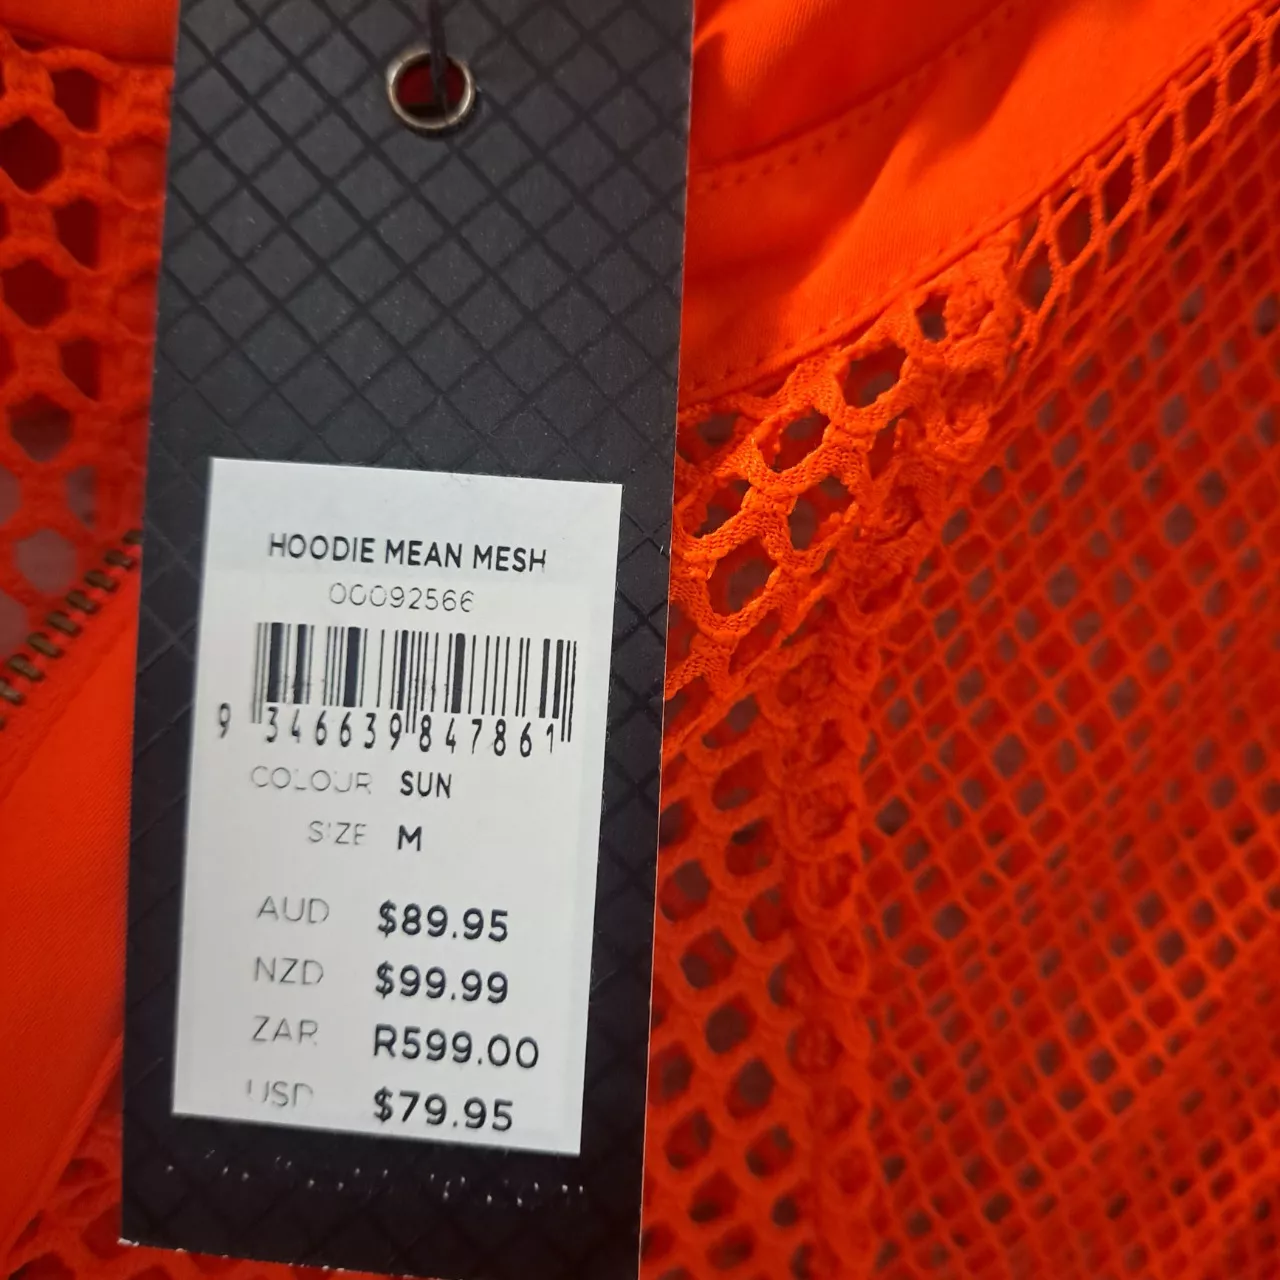 HOODIE MEAN MESH
00092566
9 346639 847861
COLOUR SUN
SIZE M
AUD $89.95
NZD $99.99
ZAR R599.00
USD $79.95